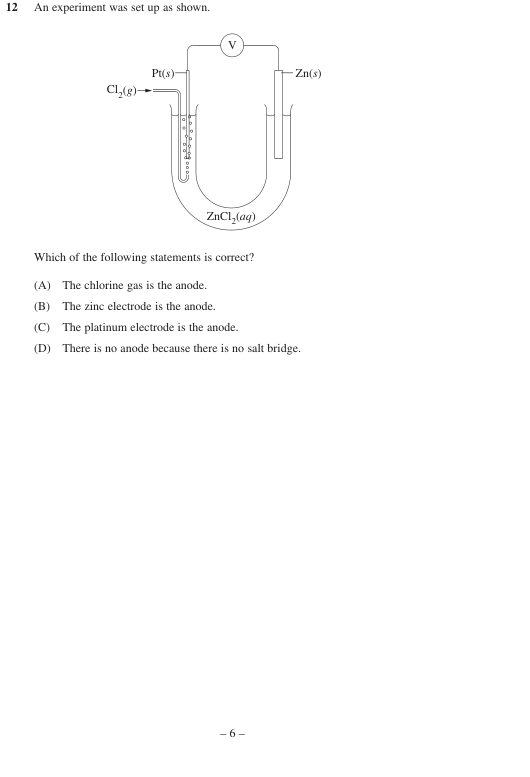 12 An experiment was set up as shown.
V
Pt(s)
Zn(s)
Cl2(g)
ZnCl2(aq)
Which of the following statements is correct?
(A) The chlorine gas is the anode.
(B) The zinc electrode is the anode.
(C) The platinum electrode is the anode.
(D) There is no anode because there is no salt bridge.
– 6 –